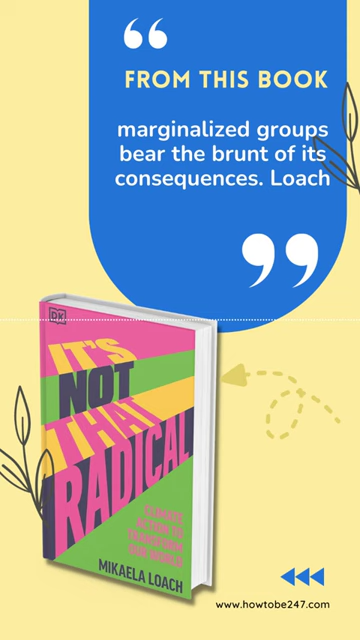 “
FROM THIS BOOK
marginalized groups
bear the brunt of its
consequences. Loach
”
DK
IT'S
NOT
THAT
RADICAL
CLIMATE
ACTION TO
TRANSFORM
OUR WORLD
MIKAELA LOACH
www.howtobe247.com